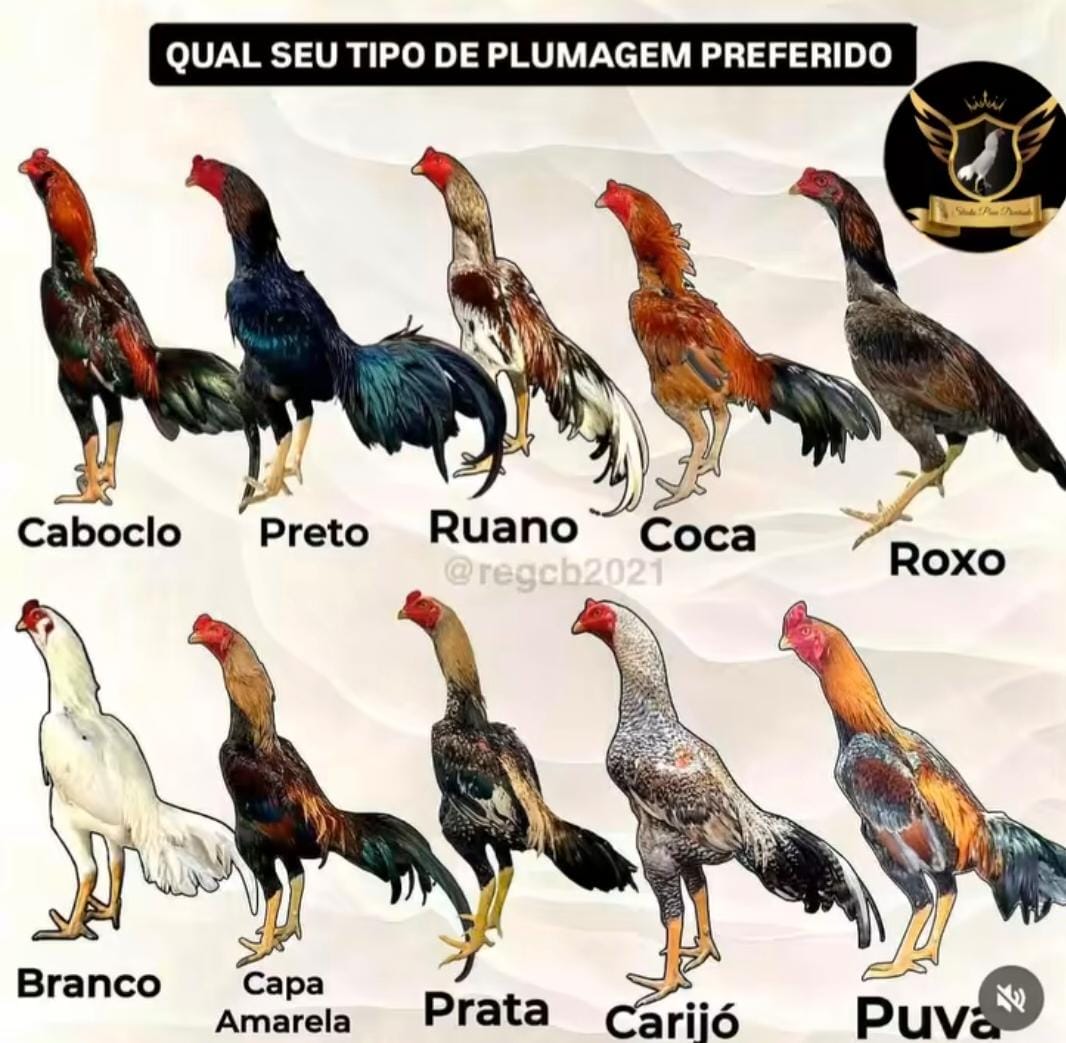 QUAL SEU TIPO DE PLUMAGEM PREFERIDO
Caboclo
Preto
Ruano
Coca
Roxo
@regcb2021
Branco
Capa
Amarela
Prata
Carijó
Puva